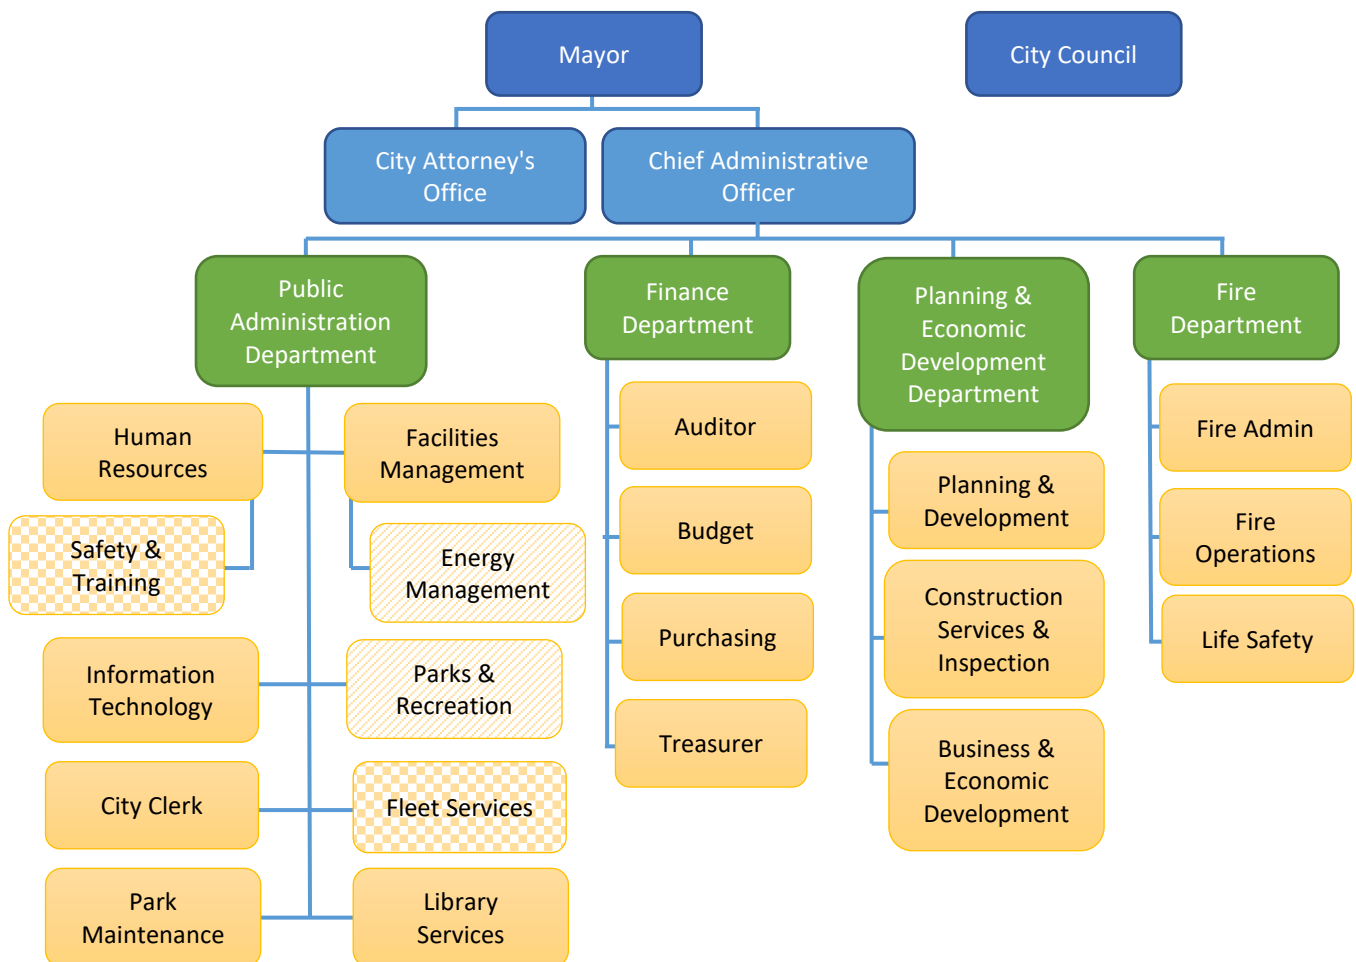 Mayor
City Council
City Attorney's
Office
Chief Administrative
Officer
Public
Administration
Department
Finance
Department
Planning &
Economic
Development
Department
Fire
Department
Human
Resources
Facilities
Management
Safety &
Training
Energy
Management
Information
Technology
Parks &
Recreation
City Clerk
Fleet Services
Park
Maintenance
Library
Services
Auditor
Budget
Purchasing
Treasurer
Planning &
Development
Construction
Services &
Inspection
Business &
Economic
Development
Fire Admin
Fire
Operations
Life Safety